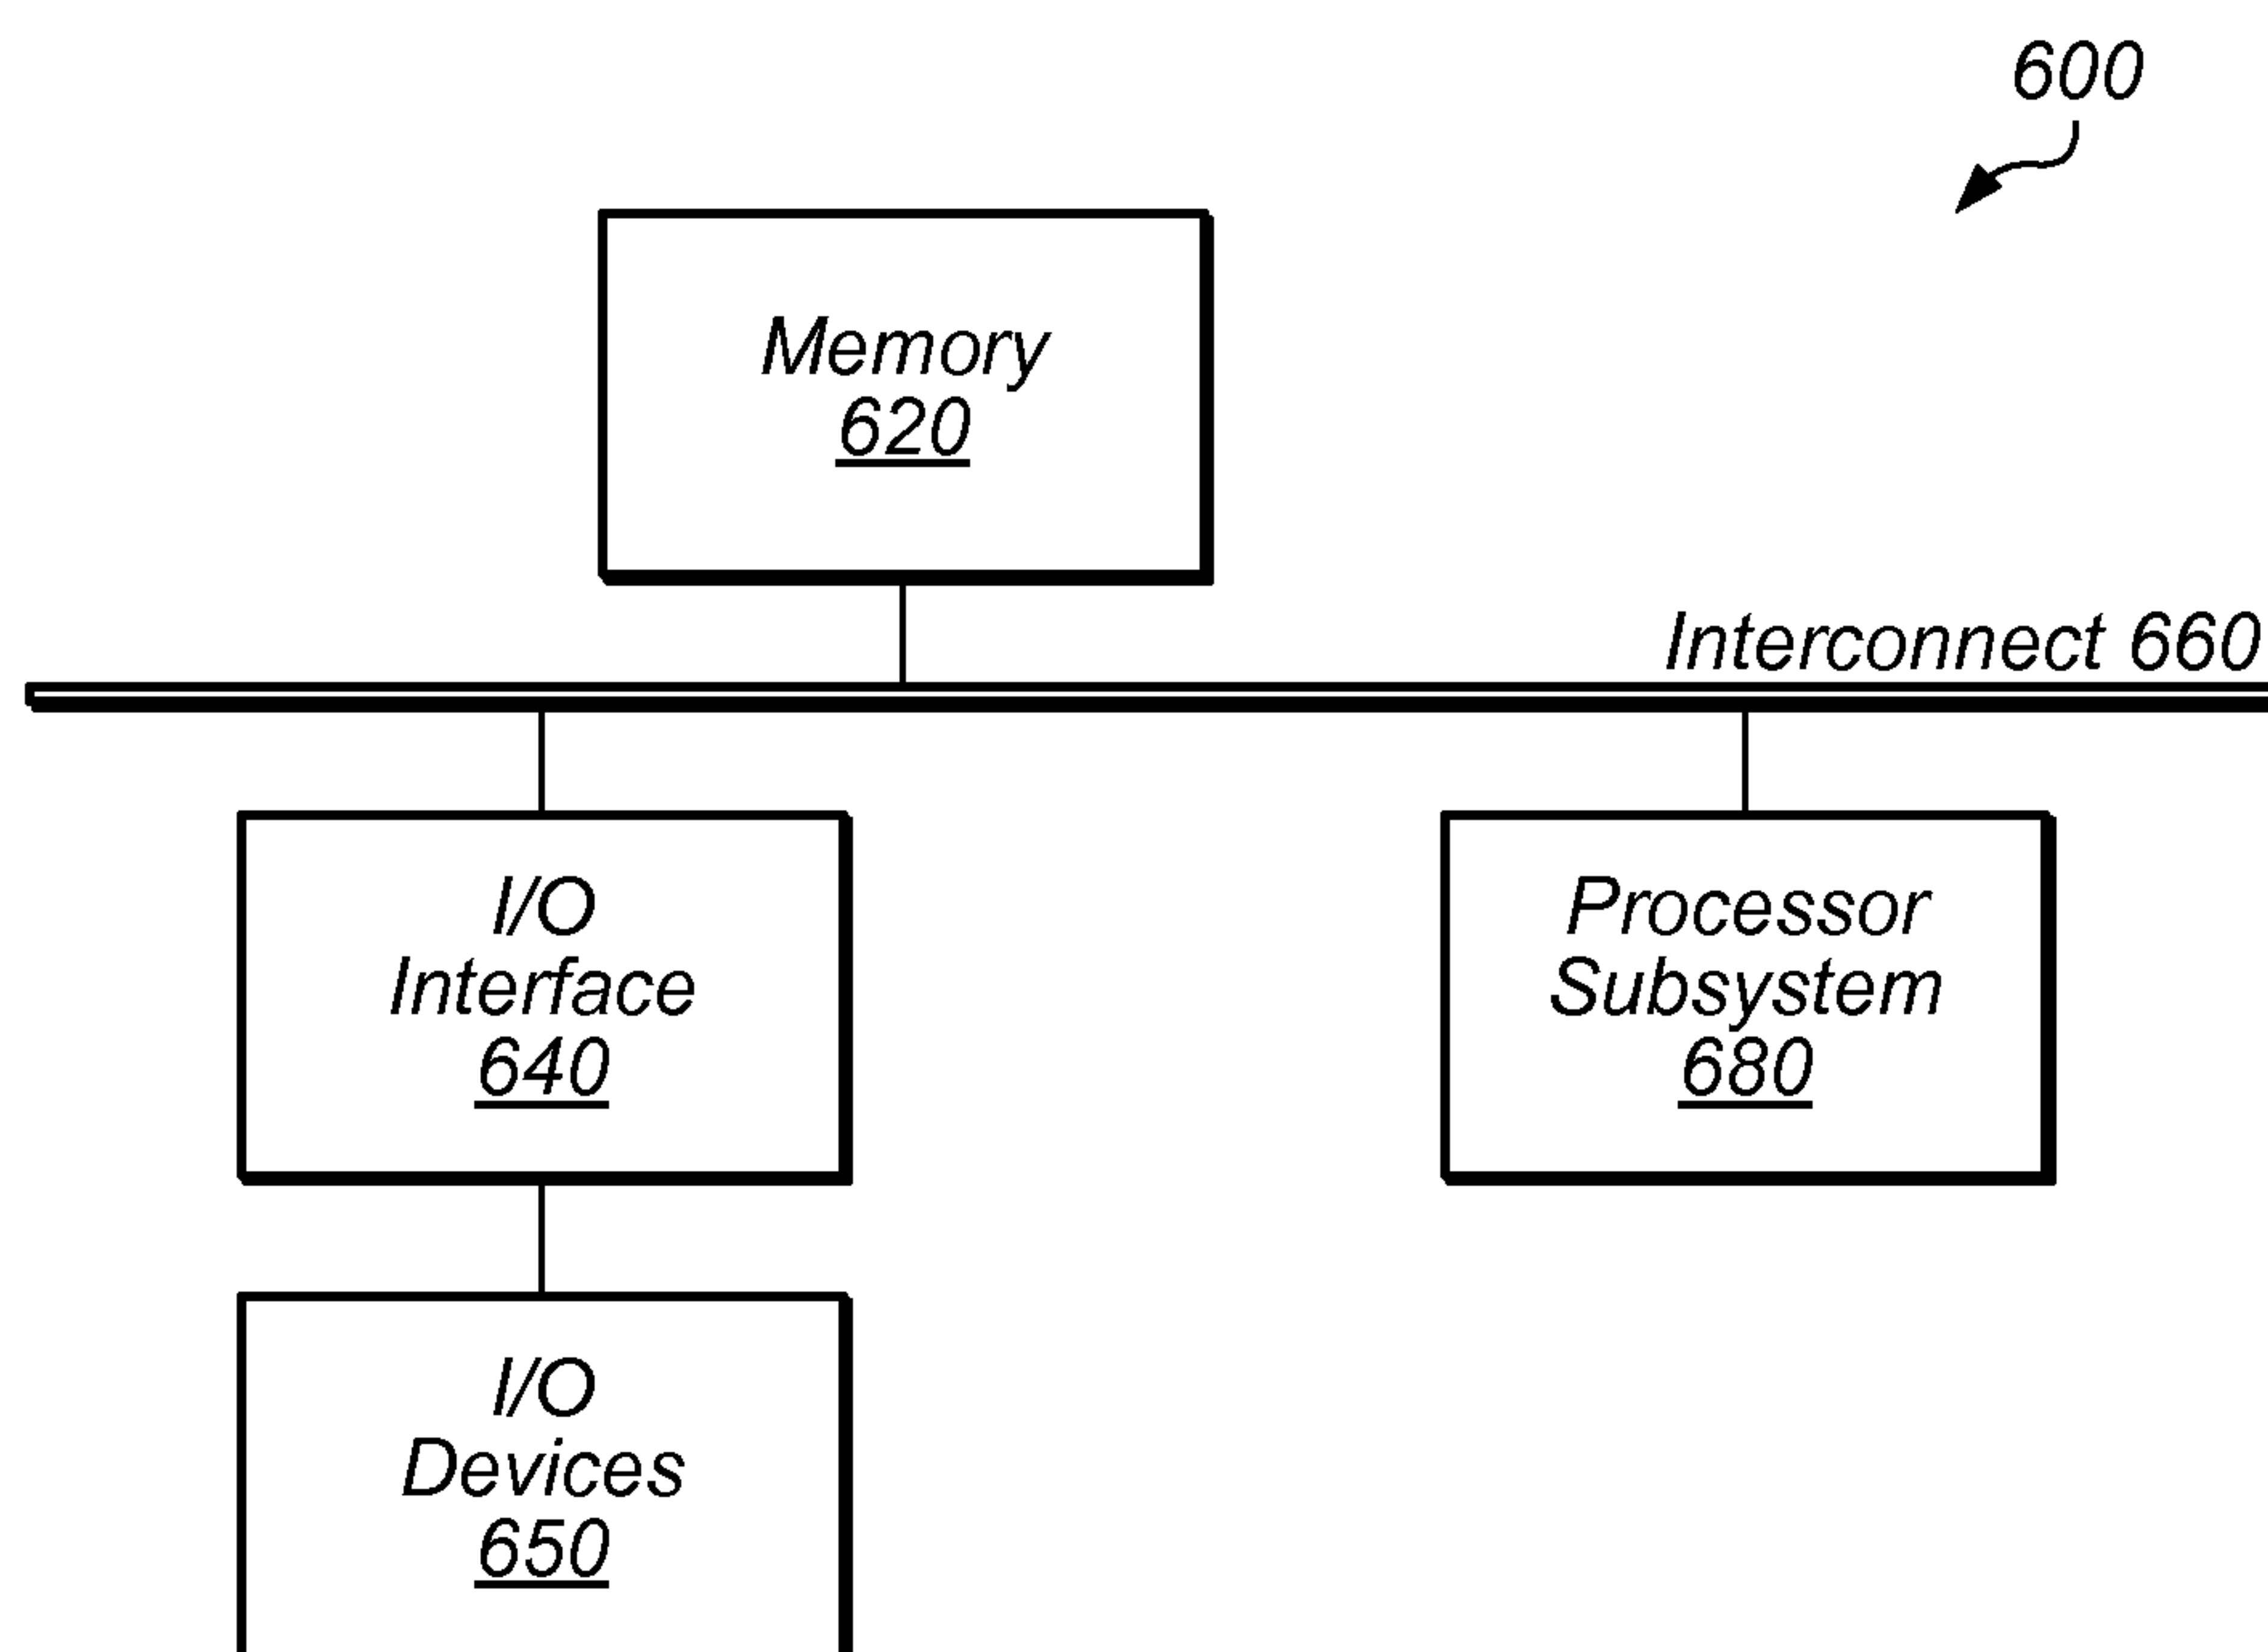 600
Memory
620
Interconnect 660
I/O
Interface
640
Processor
Subsystem
680
I/O
Devices
650